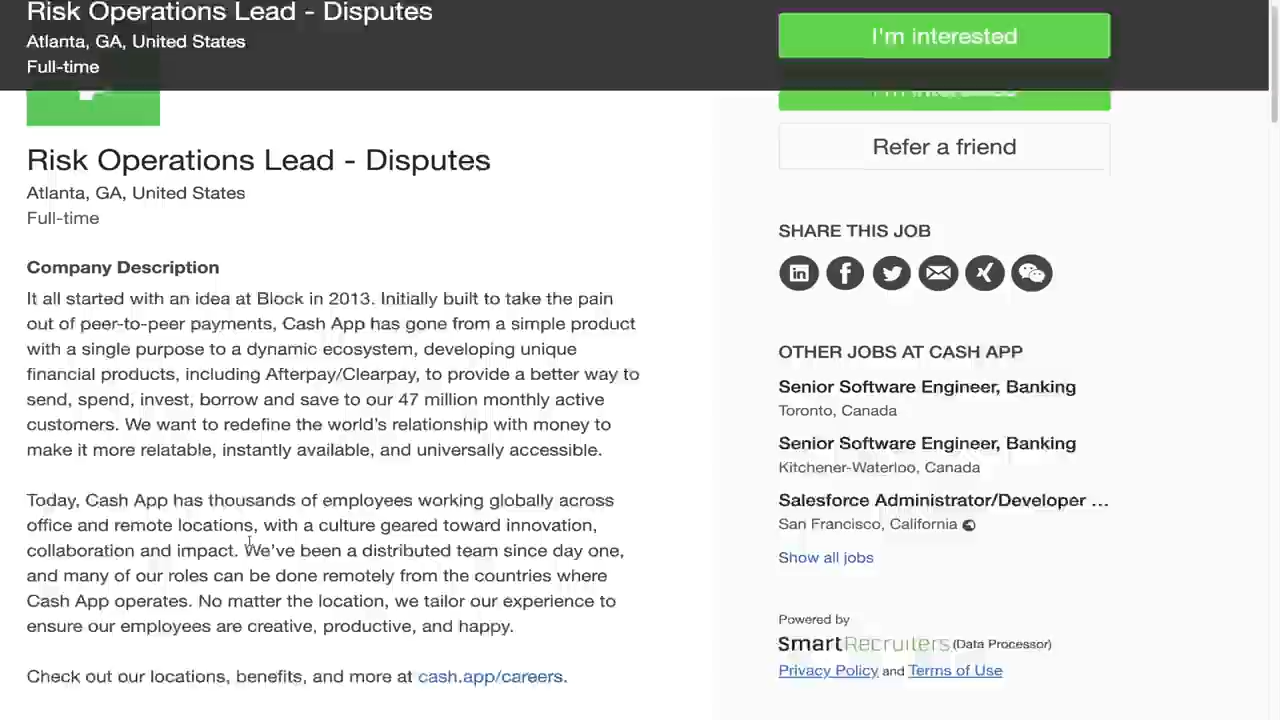 Risk Operations Lead - Disputes
Atlanta, GA, United States
Full-time
I'm interested
Refer a friend
Risk Operations Lead - Disputes
Atlanta, GA, United States
Full-time
Company Description
It all started with an idea at Block in 2013. Initially built to take the pain
out of peer-to-peer payments, Cash App has gone from a simple product
with a single purpose to a dynamic ecosystem, developing unique
financial products, including Afterpay/Clearpay, to provide a better way to
send, spend, invest, borrow and save to our 47 million monthly active
customers. We want to redefine the world's relationship with money to
make it more relatable, instantly available, and universally accessible.
Today, Cash App has thousands of employees working globally across
office and remote locations, with a culture geared toward innovation,
collaboration and impact. We've been a distributed team since day one,
and many of our roles can be done remotely from the countries where
Cash App operates. No matter the location, we tailor our experience to
ensure our employees are creative, productive, and happy.
Check out our locations, benefits, and more at cash.app/careers.
SHARE THIS JOB
OTHER JOBS AT CASH APP
Senior Software Engineer, Banking
Toronto, Canada
Senior Software Engineer, Banking
Kitchener-Waterloo, Canada
Salesforce Administrator/Developer ...
San Francisco, California
Show all jobs
Powered by
SmartRecruiters (Data Processor)
Privacy Policy and Terms of Use